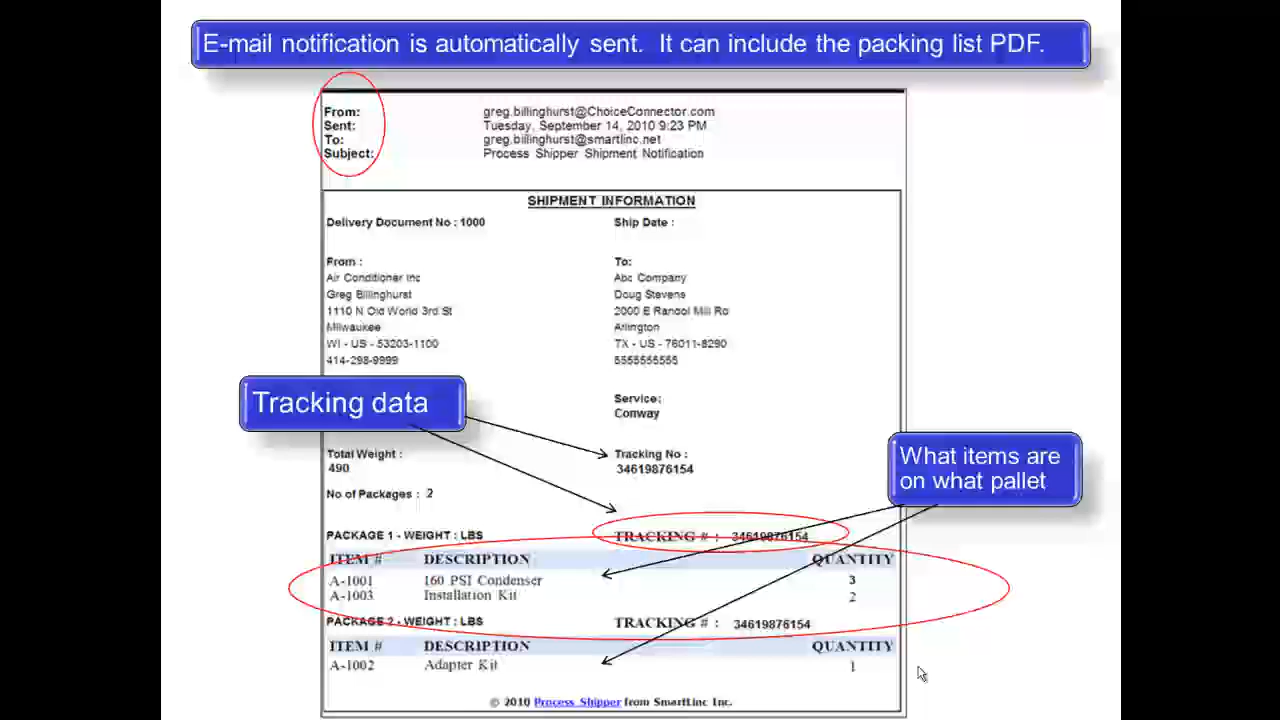 E-mail notification is automatically sent. It can include the packing list PDF.
From: greg.billinghurst@ChoiceConnector.com
Sent: Tuesday, September 14, 2010 9:23 PM
To: greg.billinghurst@smartlinc.net
Subject: Process Shipper Shipment Notification
SHIPMENT INFORMATION
Delivery Document No : 1000 Ship Date :
From : To:
Air Conditioner Inc Abc Company
Greg Billinghurst Doug Stevens
1110 N Old World 3rd St 2000 E Randol Mill Rd
Milwaukee Arlington
WI - US - 53203-1100 TX - US - 76011-8290
414-298-9999 5555555555
Tracking data
Service:
Conway
What items are
on what pallet
Total Weight : Tracking No :
490 34619876154
No of Packages : 2
PACKAGE 1 - WEIGHT : LBS TRACKING # : 34619876154
ITEM # DESCRIPTION QUANTITY
A-1001 160 PSI Condenser 3
A-1003 Installation Kit 2
PACKAGE 2 - WEIGHT : LBS TRACKING # : 34619876154
ITEM # DESCRIPTION QUANTITY
A-1002 Adapter Kit 1
© 2010 Process Shipper from SmartLinc Inc.